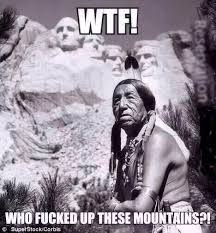 WTF!
WHO FUCKED UP THESE MOUNTAINS?!
© SuperStock/Corbis